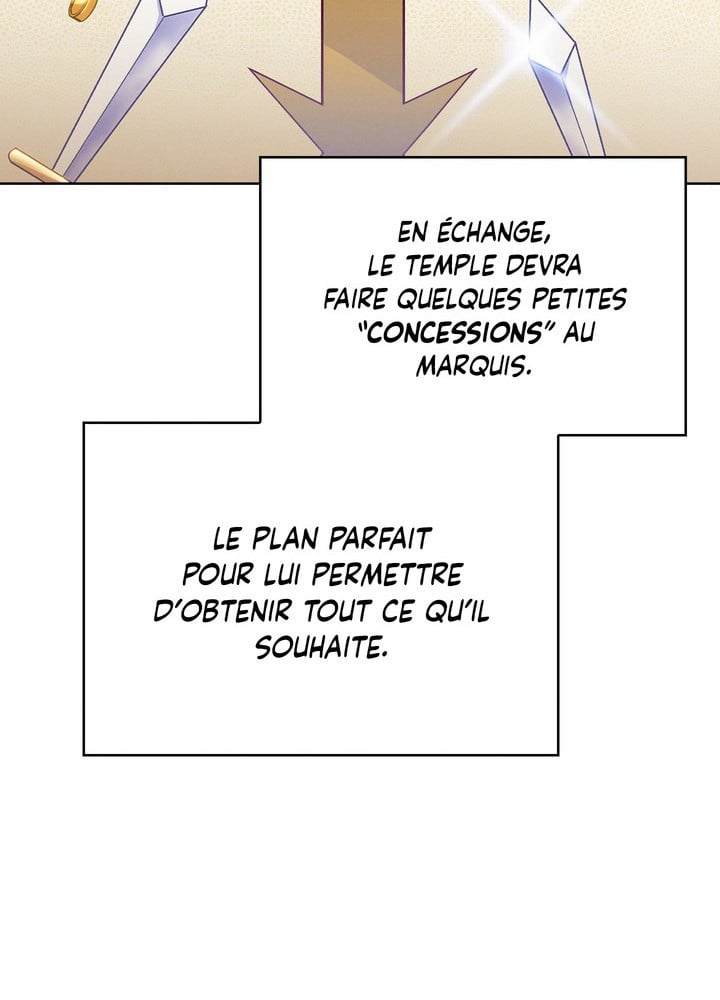 EN ÉCHANGE,
LE TEMPLE DEVRA
FAIRE QUELQUES PETITES
“CONCESSIONS” AU
MARQUIS.
LE PLAN PARFAIT
POUR LUI PERMETTRE
D’OBTENIR TOUT CE QU’IL
SOUHAITE.